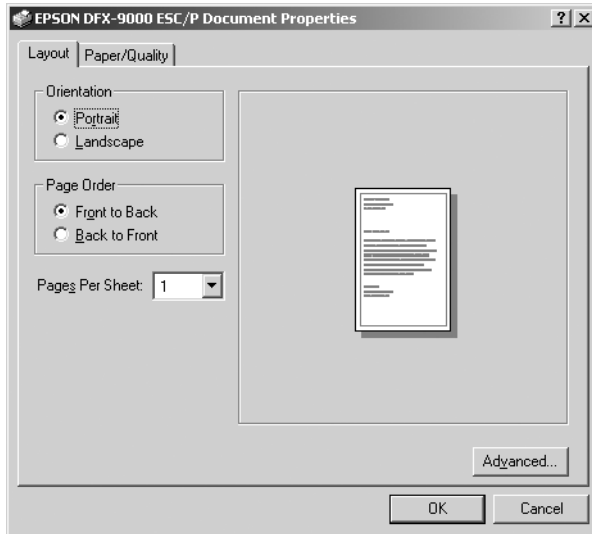 EPSON DFX-9000 ESC/P Document Properties
Layout
Paper/Quality
Orientation
Portrait
Landscape
Page Order
Front to Back
Back to Front
Pages Per Sheet: 1
Advanced...
OK
Cancel